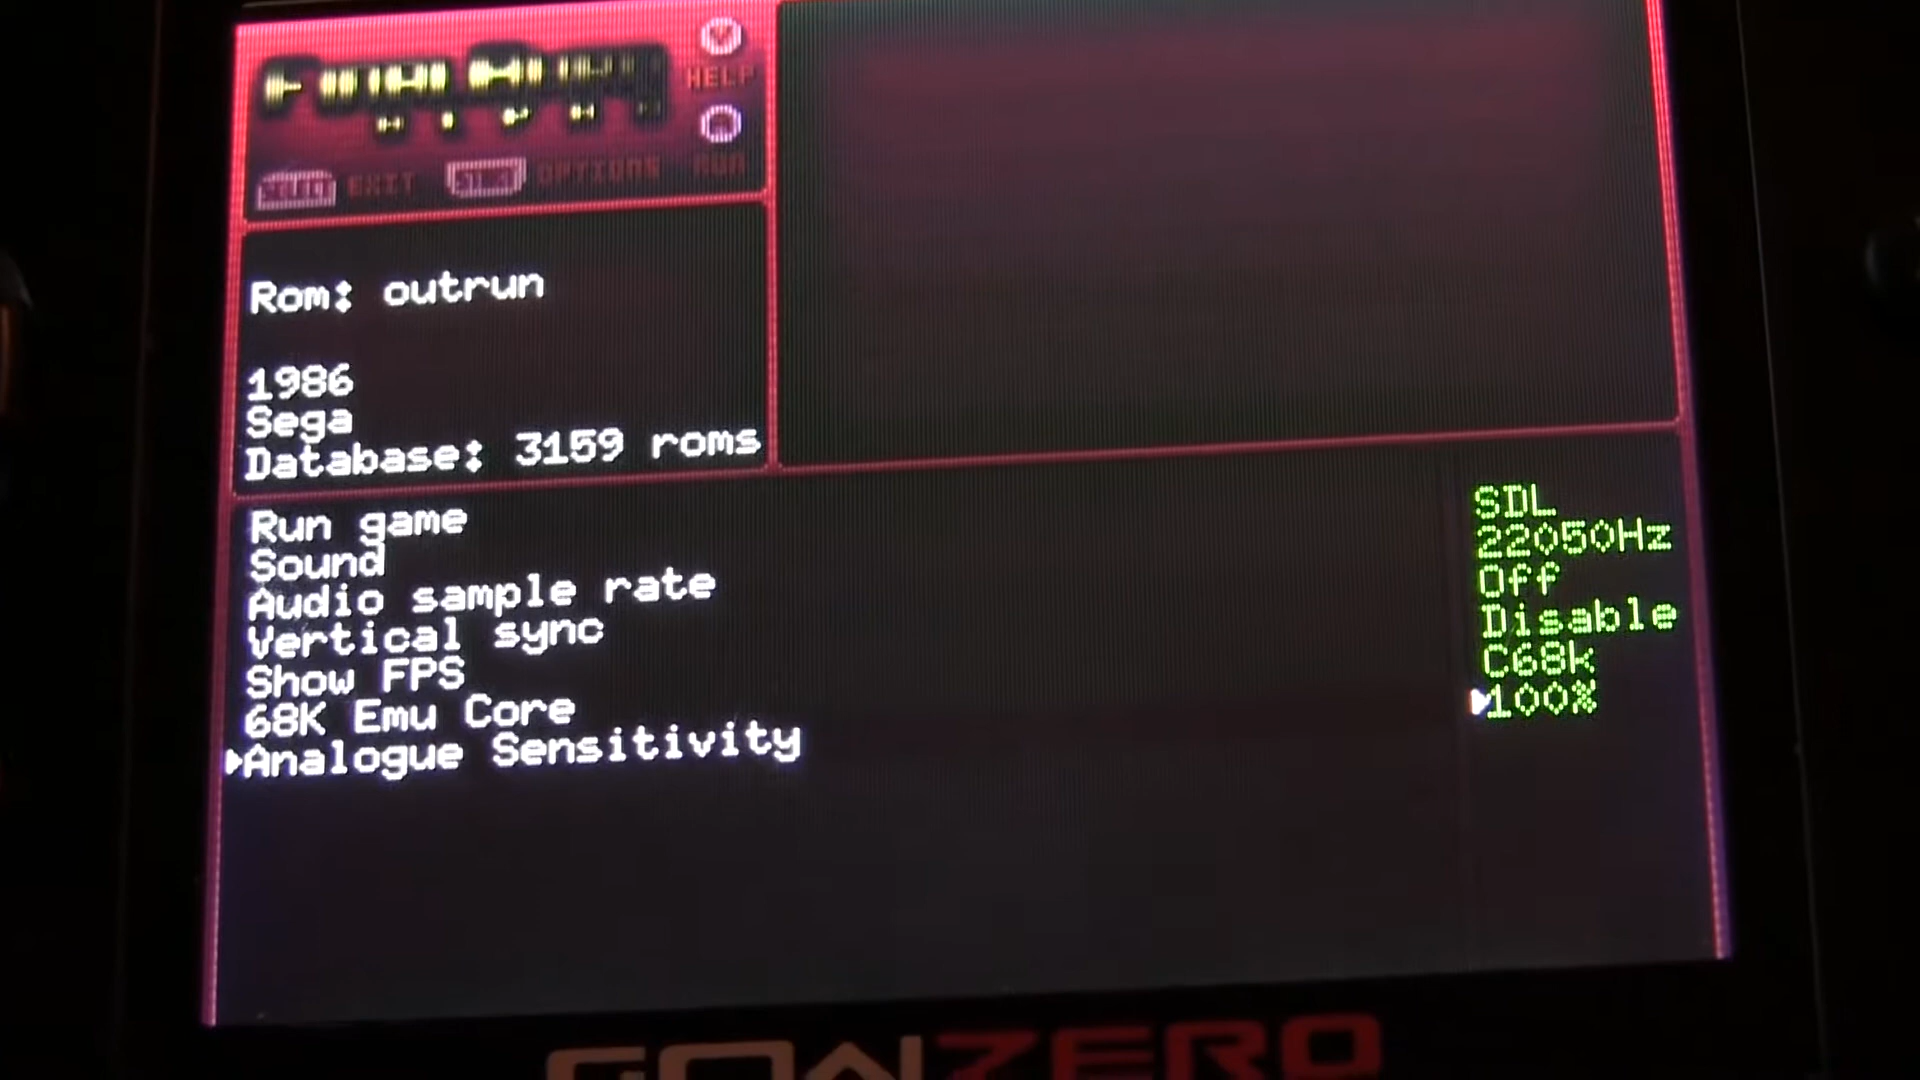 HELP
EXIT
OPTIONS
RUN
Rom: outrun
1986
Sega
Database: 3159 roms
Run game
Sound SDL
Audio sample rate 22050Hz
Vertical sync Off
Show FPS Disable
68K Emu Core C68k
Analogue Sensitivity 100%
ZERO